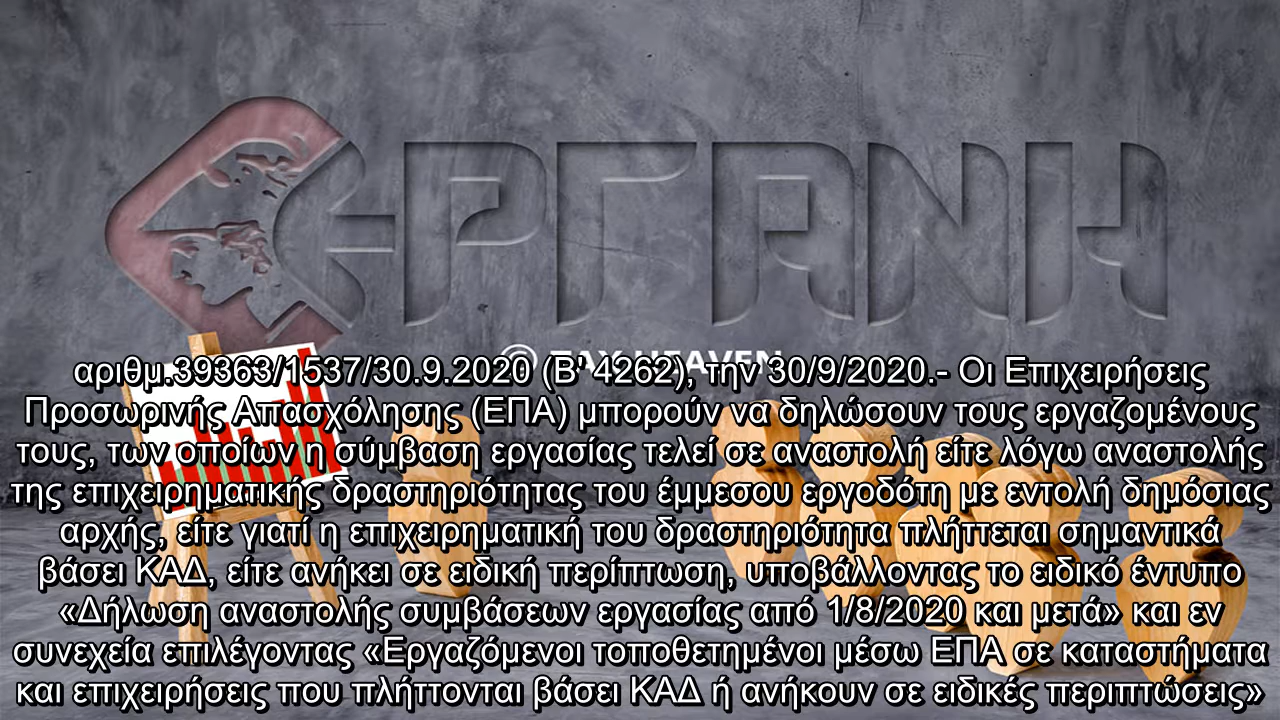 ΕΡΓΑΝΗ
© TAXHEAVEN
αριθμ.39363/1537/30.9.2020 (Β' 4262), την 30/9/2020.- Οι Επιχειρήσεις
Προσωρινής Απασχόλησης (ΕΠΑ) μπορούν να δηλώσουν τους εργαζομένους
τους, των οποίων η σύμβαση εργασίας τελεί σε αναστολή είτε λόγω αναστολής
της επιχειρηματικής δραστηριότητας του έμμεσου εργοδότη με εντολή δημόσιας
αρχής, είτε γιατί η επιχειρηματική του δραστηριότητα πλήττεται σημαντικά
βάσει ΚΑΔ, είτε ανήκει σε ειδική περίπτωση, υποβάλλοντας το ειδικό έντυπο
«Δήλωση αναστολής συμβάσεων εργασίας από 1/8/2020 και μετά» και εν
συνεχεία επιλέγοντας «Εργαζόμενοι τοποθετημένοι μέσω ΕΠΑ σε καταστήματα
και επιχειρήσεις που πλήττονται βάσει ΚΑΔ ή ανήκουν σε ειδικές περιπτώσεις»